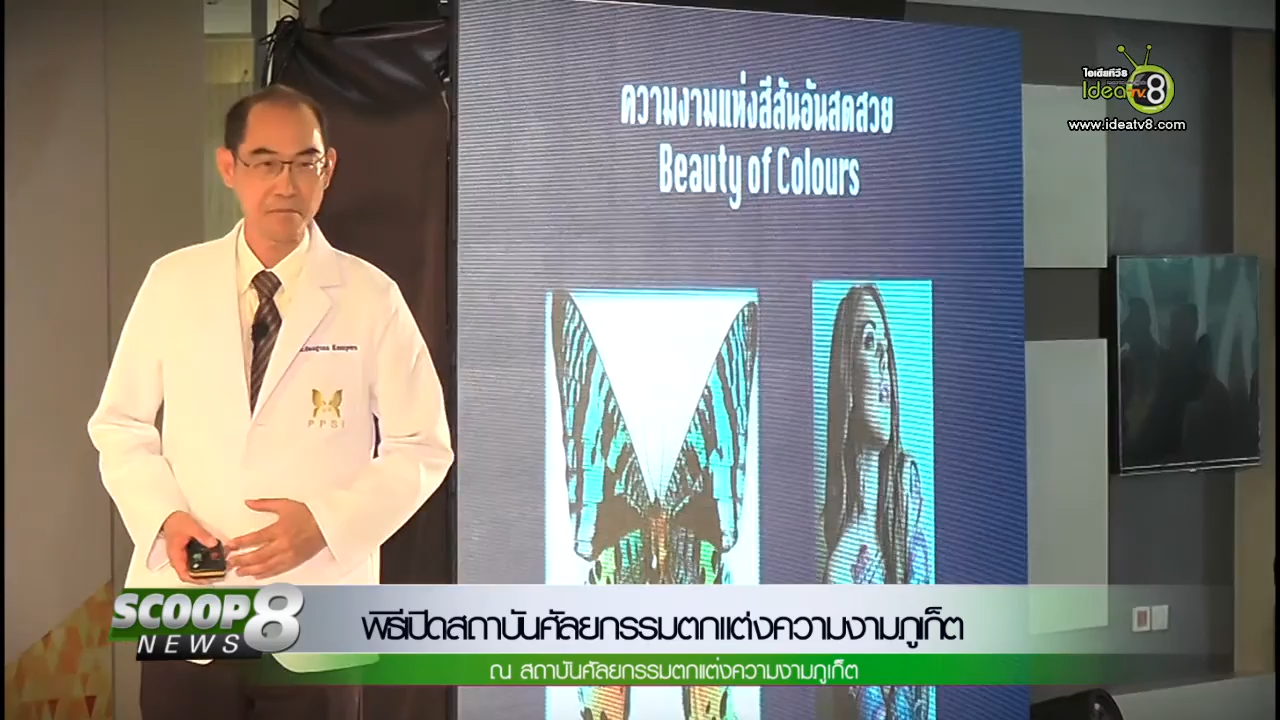 ไอเดียทีวี8
Idea TV 8
www.ideatv8.com
ความงามแห่งสีสันอันสดสวย
Beauty of Colours
PPSI
SCOOP 8
NEWS
พิธีเปิดสถาบันศัลยกรรมตกแต่งความงามภูเก็ต
ณ สถาบันศัลยกรรมตกแต่งความงามภูเก็ต